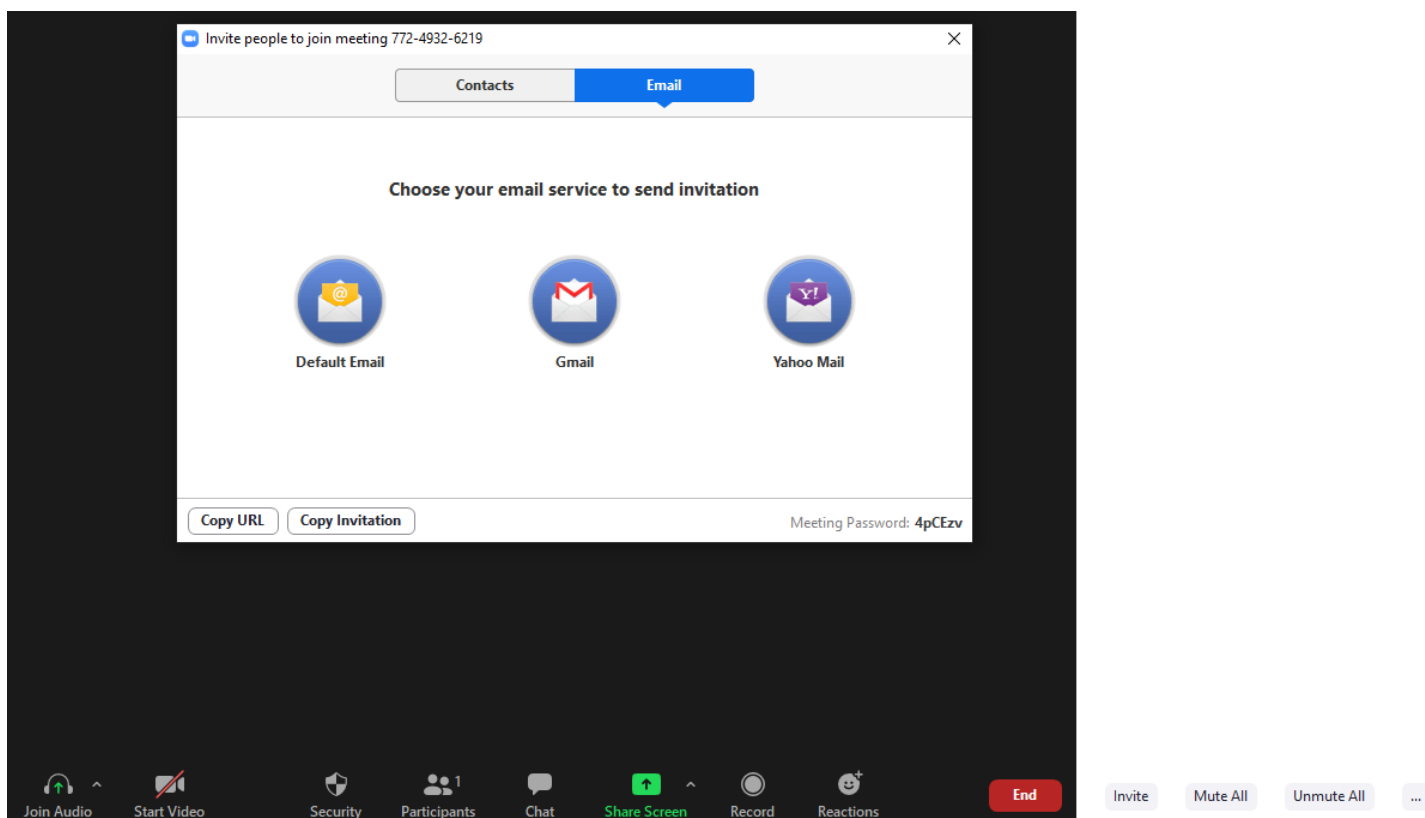 Invite people to join meeting 772-4932-6219
Contacts Email
Choose your email service to send invitation
@ Y!
Default Email Gmail Yahoo Mail
Copy URL Copy Invitation Meeting Password: 4pCEzv
1
Join Audio Start Video Security Participants Chat Share Screen Record Reactions End Invite Mute All Unmute All ...